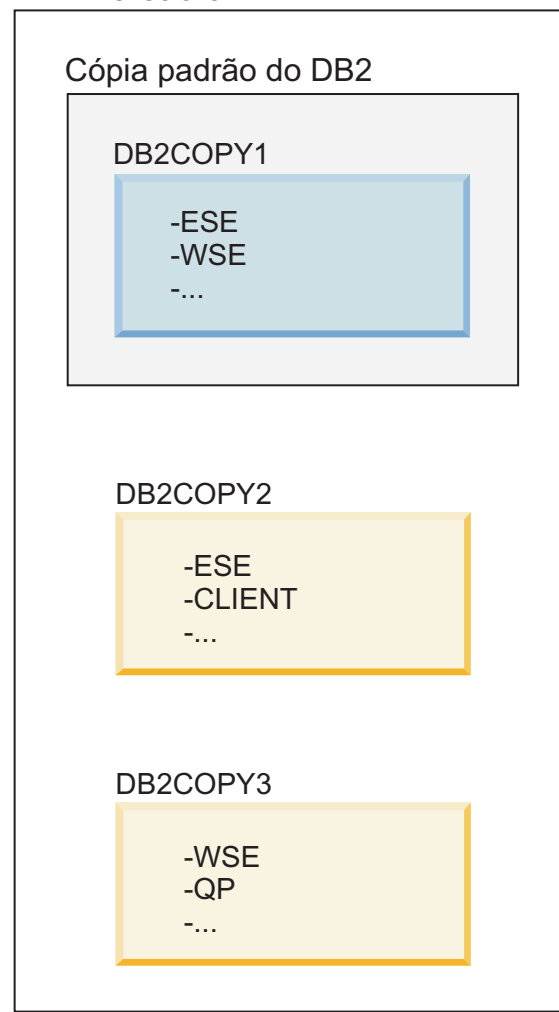 Cópia padrão do DB2
DB2COPY1
-ESE
-WSE
-...
DB2COPY2
-ESE
-CLIENT
-...
DB2COPY3
-WSE
-QP
-...